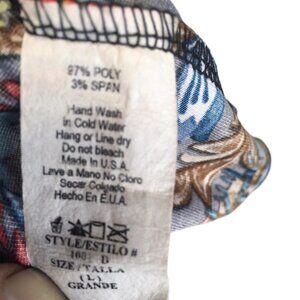 97% POLY
3% SPAN
Hand Wash
in Cold Water
Hang or Line dry
Do not bleach
Made in U.S.A
Lave a Mano No Cloro
Secar Colgado
Hecho En E.U.A.
STYLE/ESTILO #
SIZE/TALLA
( L )
GRANDE